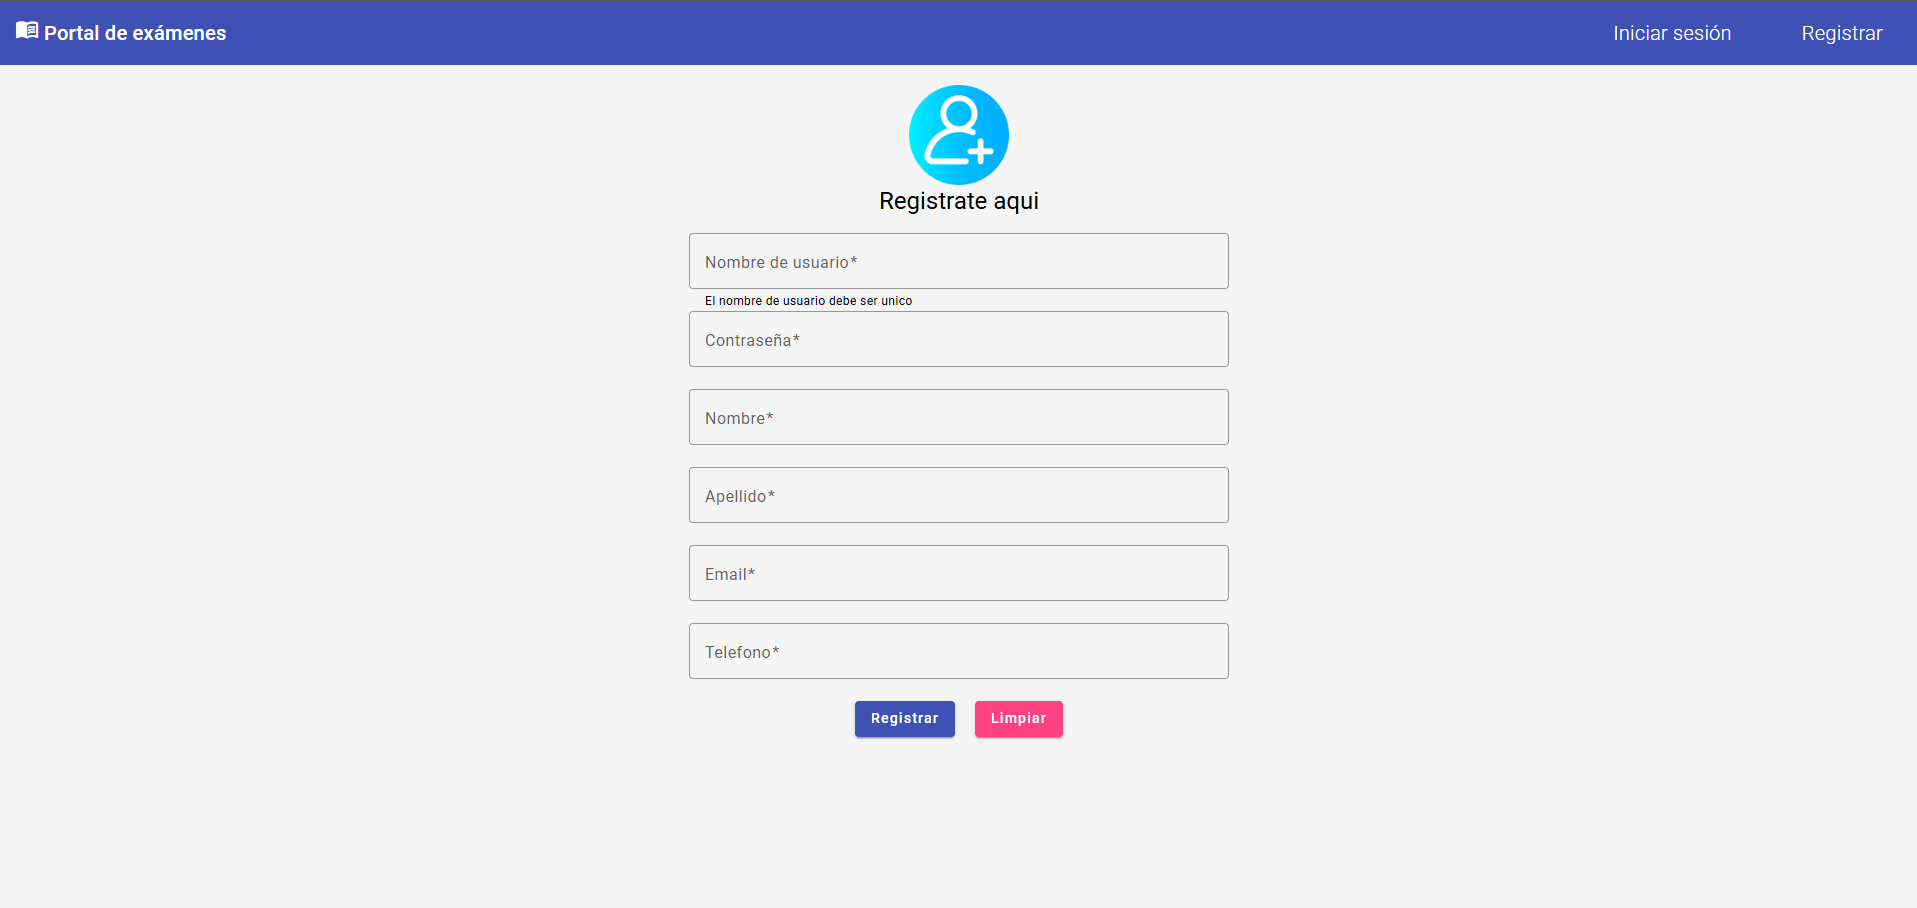 Portal de exámenes
Iniciar sesión
Registrar
Registrate aqui
Nombre de usuario*
El nombre de usuario debe ser unico
Contraseña*
Nombre*
Apellido*
Email*
Telefono*
Registrar
Limpiar